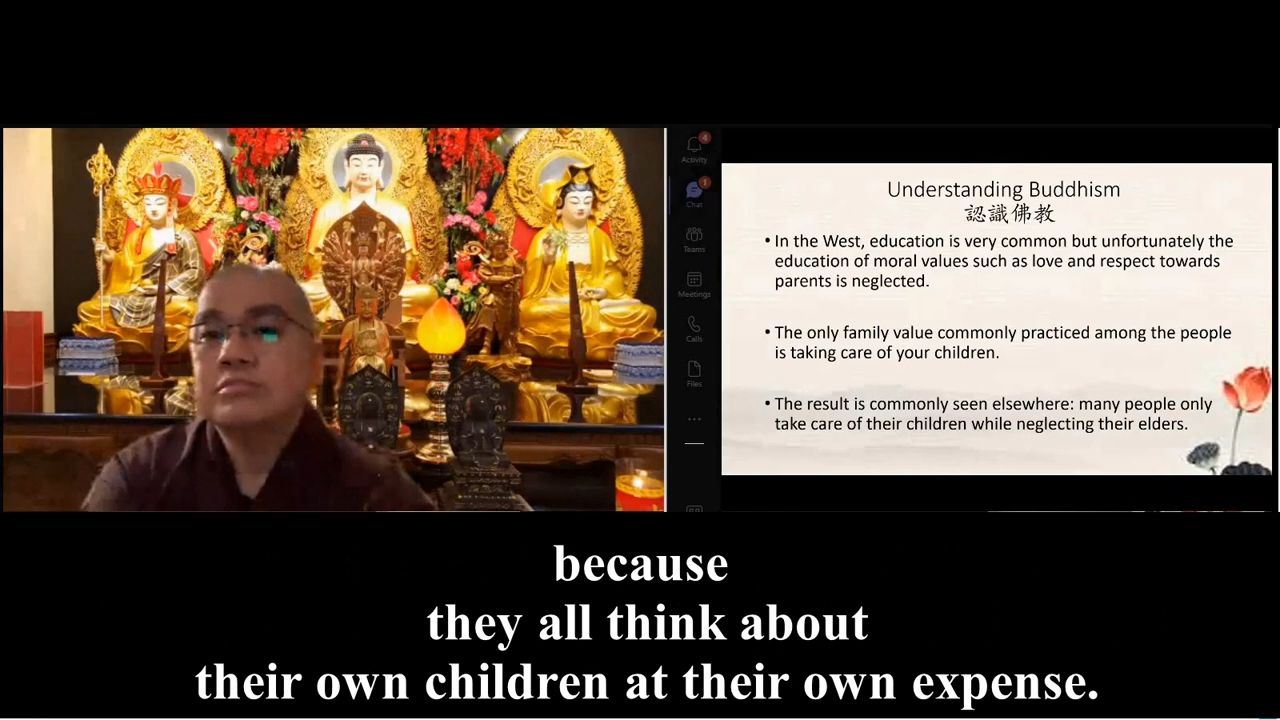 Activity
Chat
Teams
Meetings
Calls
Files
...
4
1
Understanding Buddhism
認識佛教
• In the West, education is very common but unfortunately the
education of moral values such as love and respect towards
parents is neglected.
• The only family value commonly practiced among the people
is taking care of your children.
• The result is commonly seen elsewhere: many people only
take care of their children while neglecting their elders.
because
they all think about
their own children at their own expense.